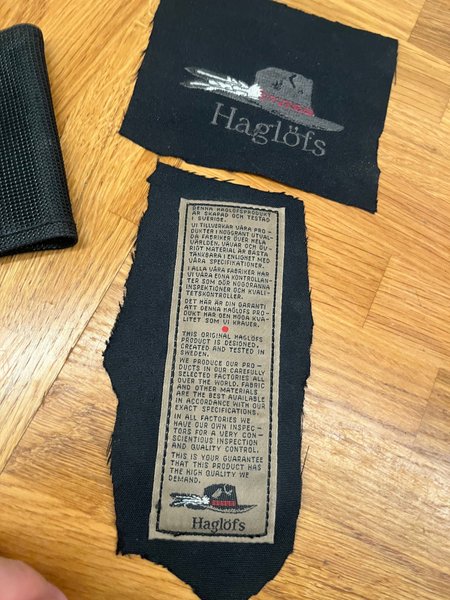 Haglöfs
DENNA HAGLÖFSPRODUKT
ÄR SKAPAD OCH TESTAD
I SVERIGE.
VI TILLVERKAR VÅRA PRO-
DUKTER I NOGGRANT UTVAL-
DA FABRIKER ÖVER HELA
VÄRLDEN. VÄVAR OCH ÖV-
RIGT MATERIAL ÄR BÄSTA
TÄNKBARA I ENLIGHET MED
VÅRA SPECIFIKATIONER.
I ALLA VÅRA FABRIKER HAR
VI VÅRA EGNA KONTROLLAN-
TER SOM GÖR NOGGRANNA
INSPEKTIONER OCH KVALI-
TETSKONTROLLER.
DET HÄR ÄR DIN GARANTI
ATT DENNA HAGLÖFS PRO-
DUKT HAR DEN HÖGA KVA-
LITET SOM VI KRÄVER.
THIS ORIGINAL HAGLÖFS
PRODUCT IS DESIGNED,
CREATED AND TESTED IN
SWEDEN.
WE PRODUCE OUR PRO-
DUCTS IN OUR CAREFULLY
SELECTED FACTORIES ALL
OVER THE WORLD. FABRIC
AND OTHER MATERIALS
ARE THE BEST AVAILABLE
IN ACCORDANCE WITH OUR
EXACT SPECIFICATIONS.
IN ALL FACTORIES WE
HAVE OUR OWN INSPEC-
TORS FOR A VERY CON-
SCIENTIOUS INSPECTION
AND QUALITY CONTROL.
THIS IS YOUR GUARANTEE
THAT THIS PRODUCT HAS
THE HIGH QUALITY WE
DEMAND.
Haglöfs